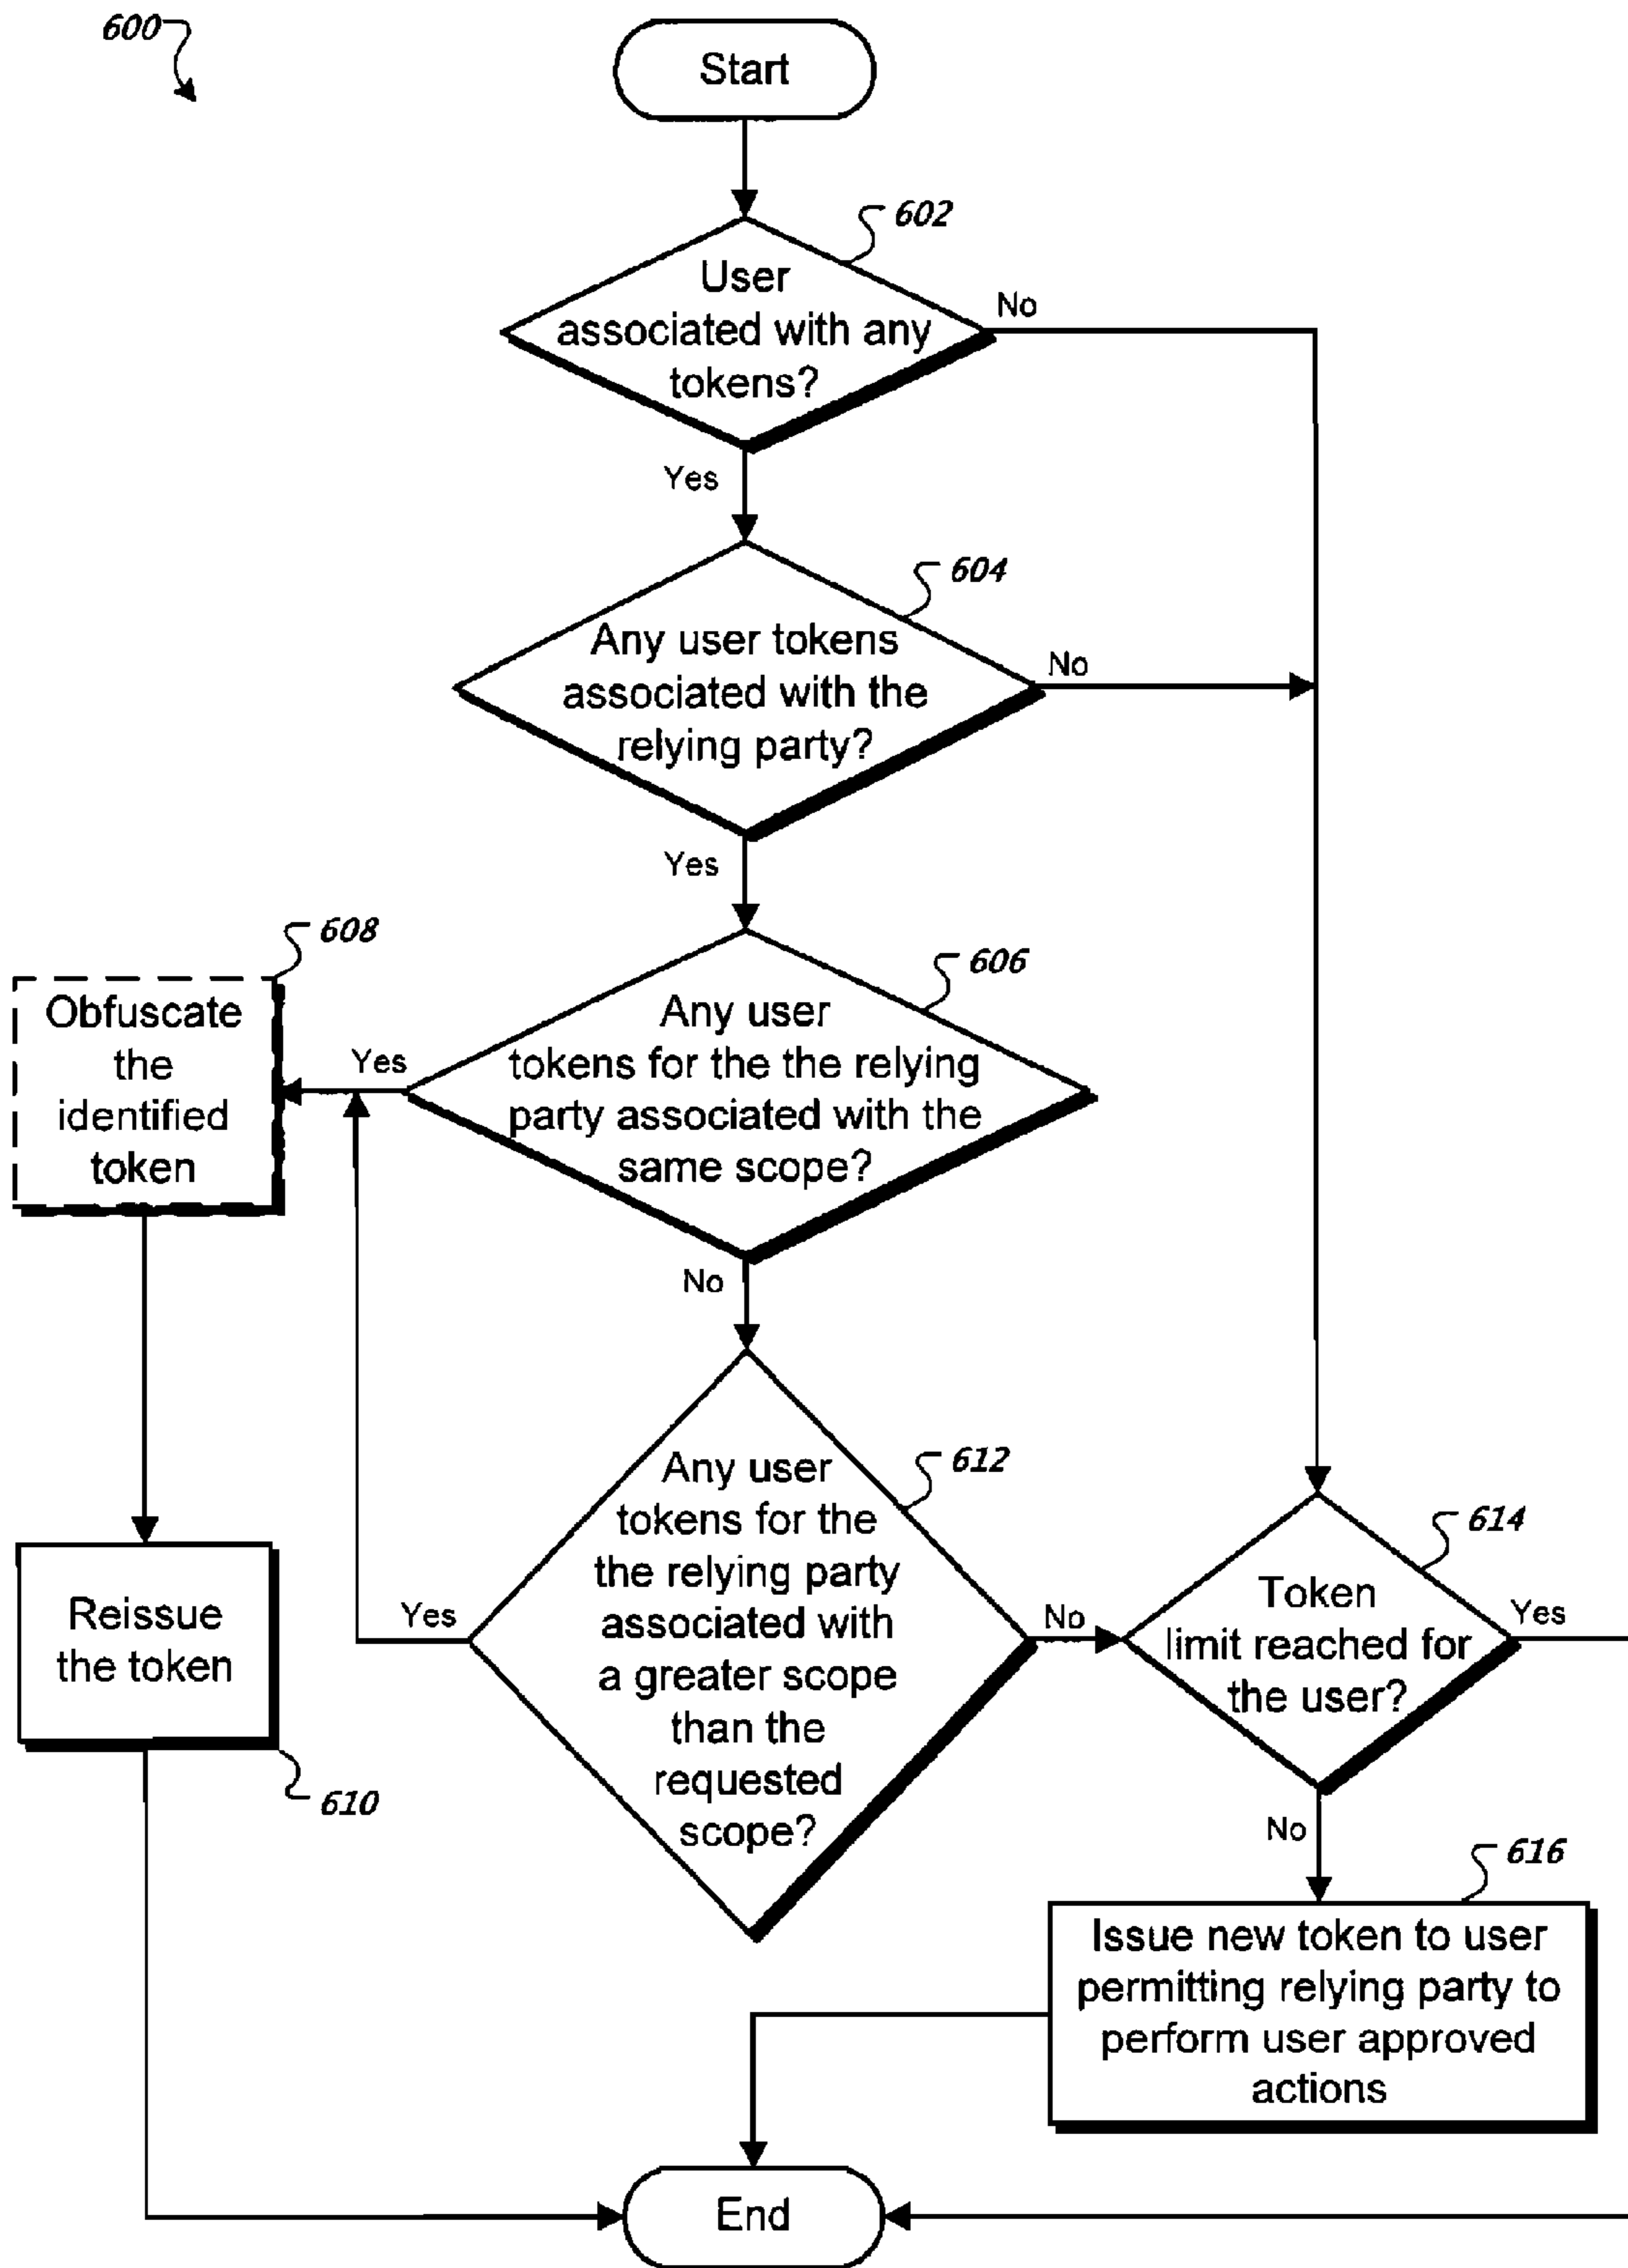 600
Start
602
User
associated with any
tokens?
No
Yes
604
Any user tokens
associated with the
relying party?
No
Yes
608
Obfuscate
the
identified
token
606
Any user
tokens for the the relying
party associated with the
same scope?
Yes
No
612
Any user
tokens for the
the relying party
associated with
a greater scope
than the
requested
scope?
Yes
No
614
Token
limit reached for
the user?
Yes
No
Reissue
the token
610
616
Issue new token to user
permitting relying party to
perform user approved
actions
End